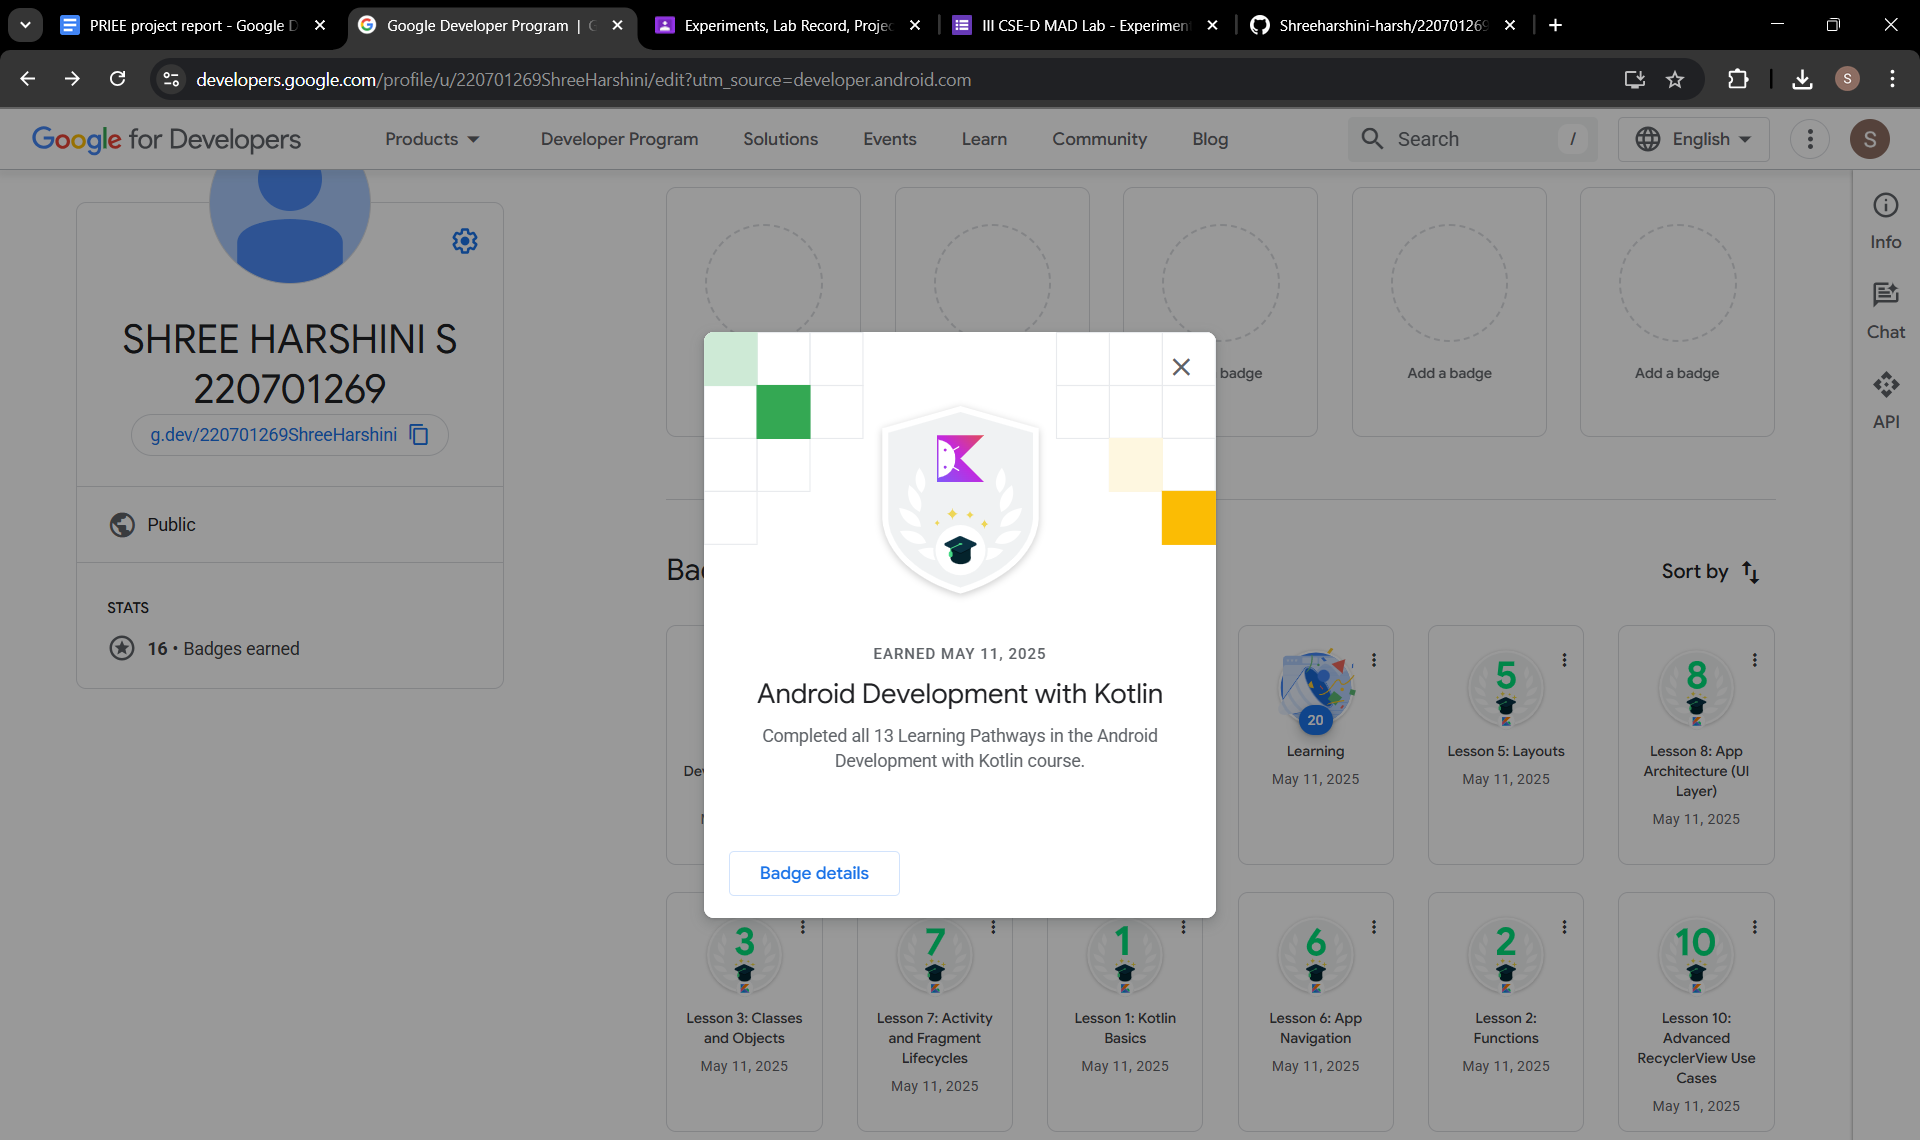 PRIEE project report - Google D
Google Developer Program | G
Experiments, Lab Record, Projec
III CSE-D MAD Lab - Experiment
Shreeharshini-harsh/220701269
developers.google.com/profile/u/220701269ShreeHarshini/edit?utm_source=developer.android.com
S
Google for Developers
Products
Developer Program
Solutions
Events
Learn
Community
Blog
Search
/
English
S
SHREE HARSHINI S
220701269
g.dev/220701269ShreeHarshini
Public
STATS
16 • Badges earned
badge
Add a badge
Add a badge
Info
Chat
API
Ba
Sort by
EARNED MAY 11, 2025
Android Development with Kotlin
Completed all 13 Learning Pathways in the Android
Development with Kotlin course.
Badge details
20
Learning
May 11, 2025
5
Lesson 5: Layouts
May 11, 2025
8
Lesson 8: App
Architecture (UI
Layer)
May 11, 2025
3
Lesson 3: Classes
and Objects
May 11, 2025
7
Lesson 7: Activity
and Fragment
Lifecycles
May 11, 2025
1
Lesson 1: Kotlin
Basics
May 11, 2025
6
Lesson 6: App
Navigation
May 11, 2025
2
Lesson 2:
Functions
May 11, 2025
10
Lesson 10:
Advanced
RecyclerView Use
Cases
May 11, 2025